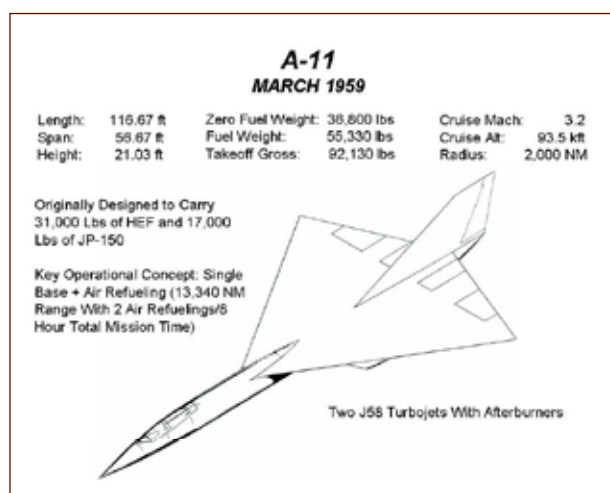 A-11
MARCH 1959
Length: 116.67 ft Zero Fuel Weight: 36,800 lbs Cruise Mach: 3.2
Span: 56.67 ft Fuel Weight: 55,330 lbs Cruise Alt: 93.5 kft
Height: 21.03 ft Takeoff Gross: 92,130 lbs Radius: 2,000 NM
Originally Designed to Carry
31,000 Lbs of HEF and 17,000
Lbs of JP-150
Key Operational Concept: Single
Base + Air Refueling (13,340 NM
Range With 2 Air Refuelings/8
Hour Total Mission Time)
Two J58 Turbojets With Afterburners